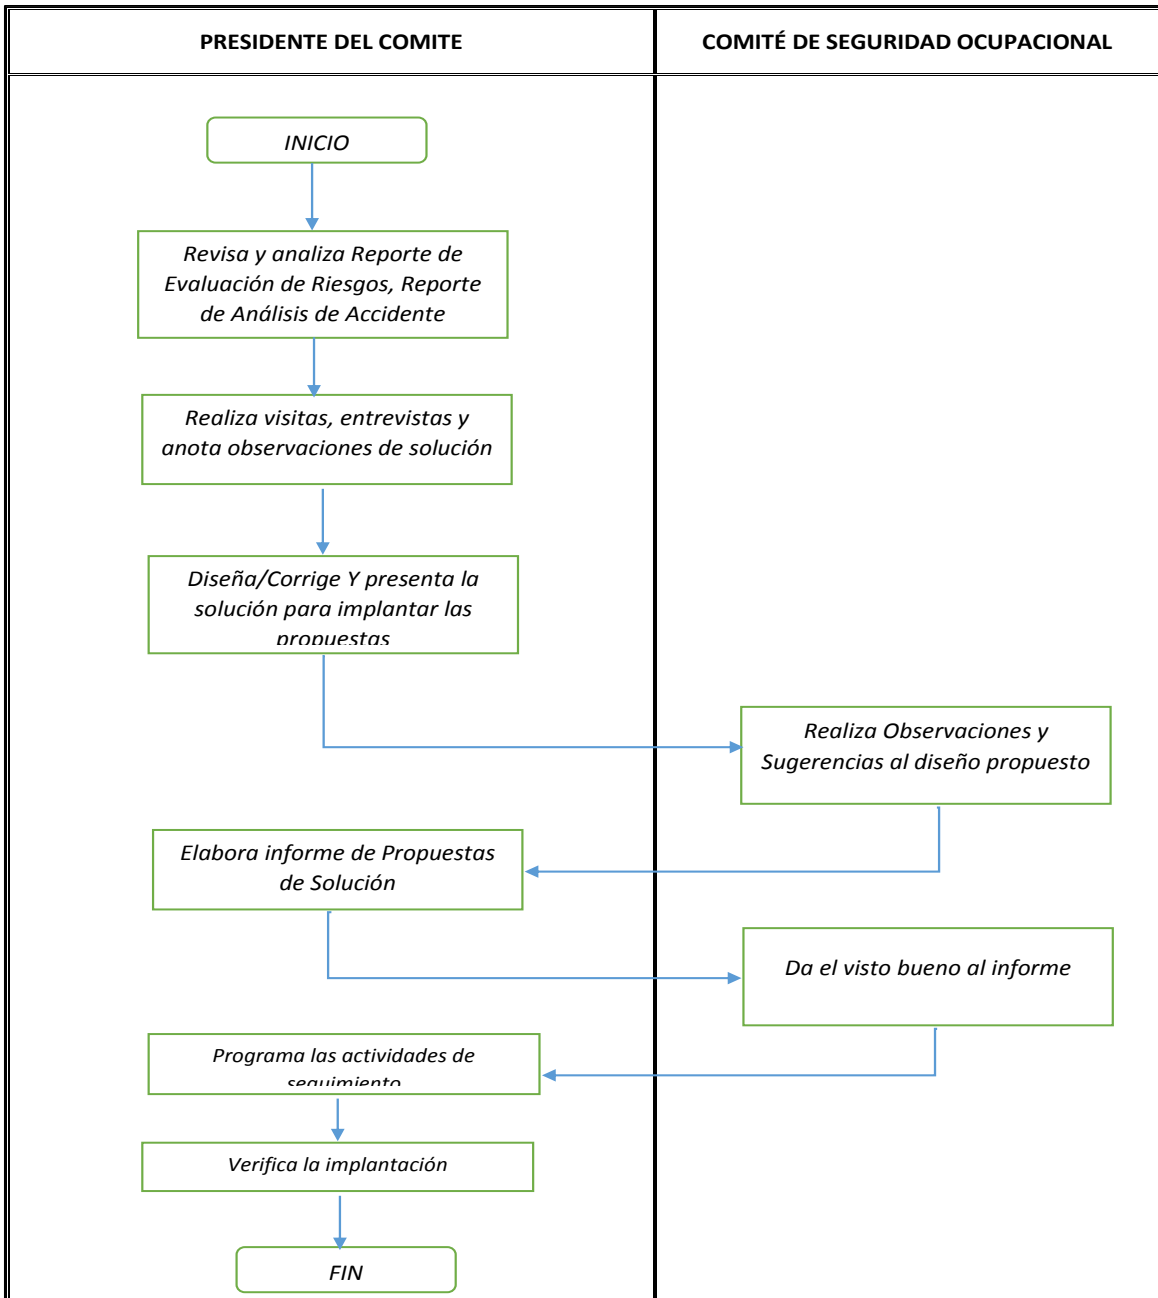 PRESIDENTE DEL COMITE
COMITÉ DE SEGURIDAD OCUPACIONAL
INICIO
Revisa y analiza Reporte de
Evaluación de Riesgos, Reporte
de Análisis de Accidente
Realiza visitas, entrevistas y
anota observaciones de solución
Diseña/Corrige Y presenta la
solución para implantar las
propuestas
Realiza Observaciones y
Sugerencias al diseño propuesto
Elabora informe de Propuestas
de Solución
Da el visto bueno al informe
Programa las actividades de
seguimiento
Verifica la implantación
FIN